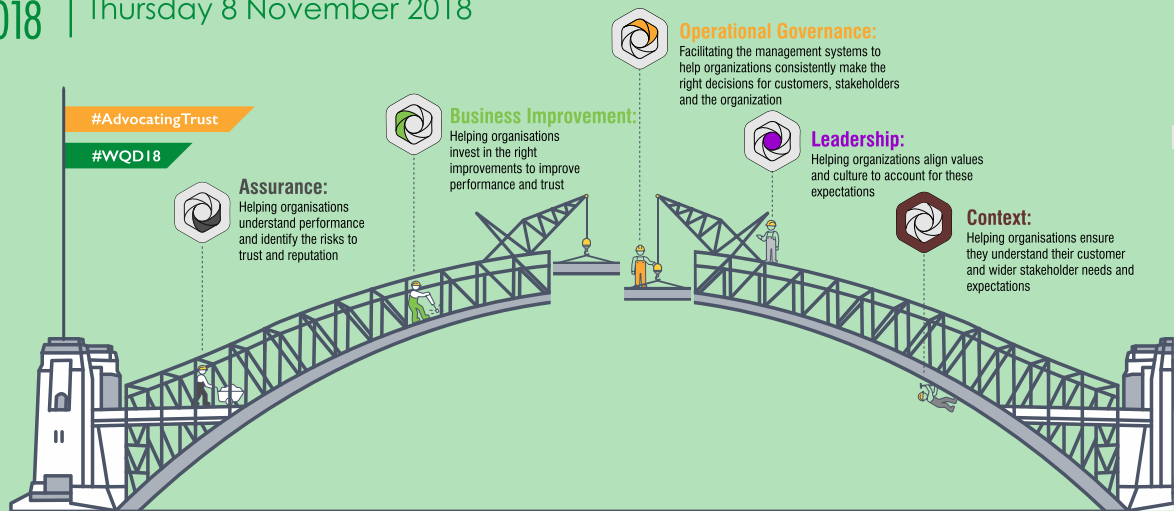 018 | Thursday 8 November 2018
#AdvocatingTrust
#WQD18
Assurance:
Helping organisations
understand performance
and identify the risks to
trust and reputation
Business Improvement:
Helping organisations
invest in the right
improvements to improve
performance and trust
Operational Governance:
Facilitating the management systems to
help organizations consistently make the
right decisions for customers, stakeholders
and the organization
Leadership:
Helping organizations align values
and culture to account for these
expectations
Context:
Helping organisations ensure
they understand their customer
and wider stakeholder needs and
expectations